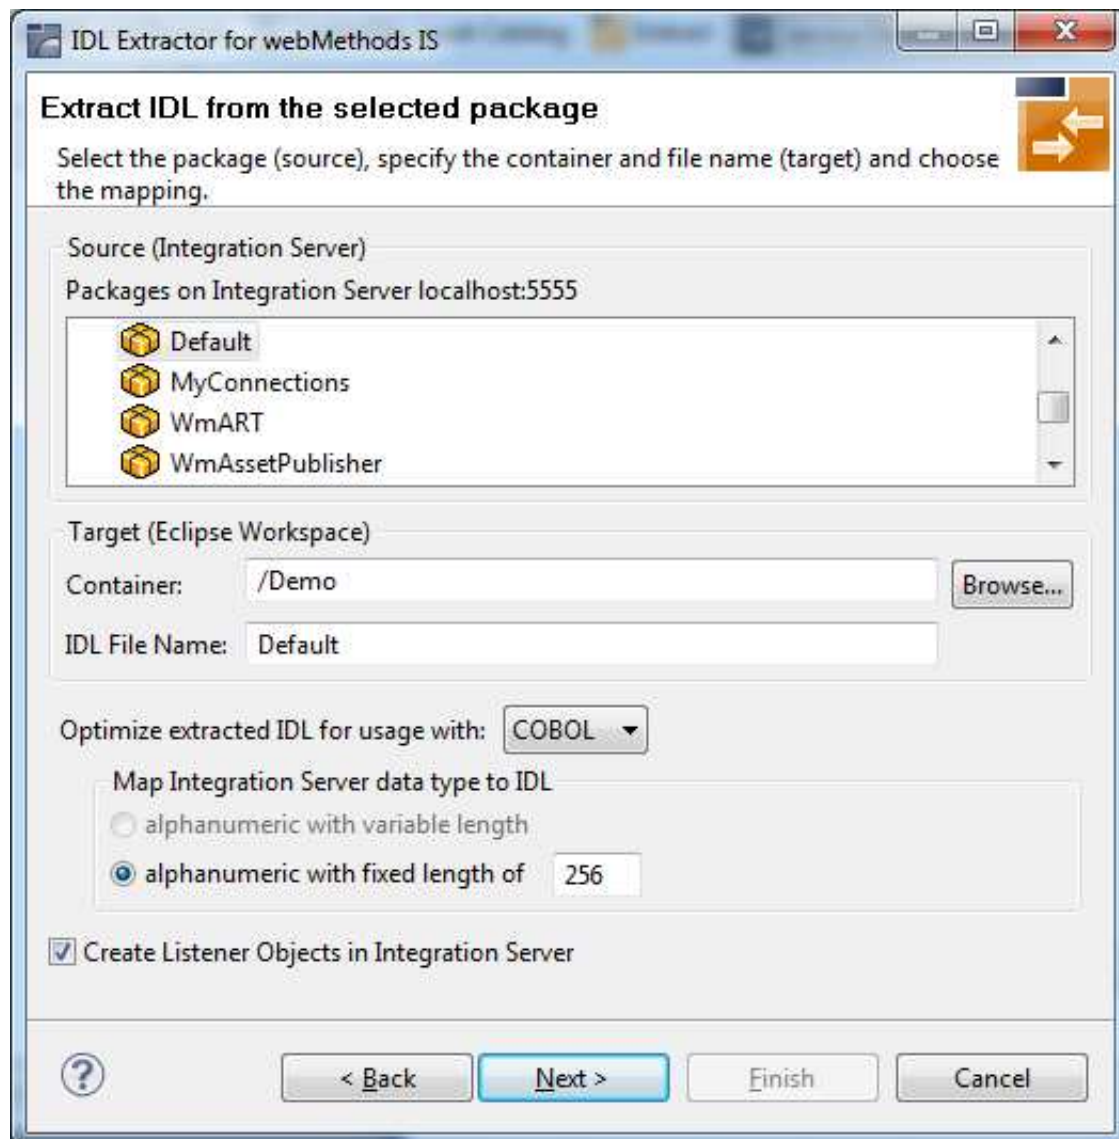 IDL Extractor for webMethods IS
Extract IDL from the selected package
Select the package (source), specify the container and file name (target) and choose
the mapping.
Source (Integration Server)
Packages on Integration Server localhost:5555
Default
MyConnections
WmART
WmAssetPublisher
Target (Eclipse Workspace)
Container: /Demo Browse...
IDL File Name: Default
Optimize extracted IDL for usage with: COBOL
Map Integration Server data type to IDL
alphanumeric with variable length
alphanumeric with fixed length of 256
Create Listener Objects in Integration Server
? < Back Next > Finish Cancel